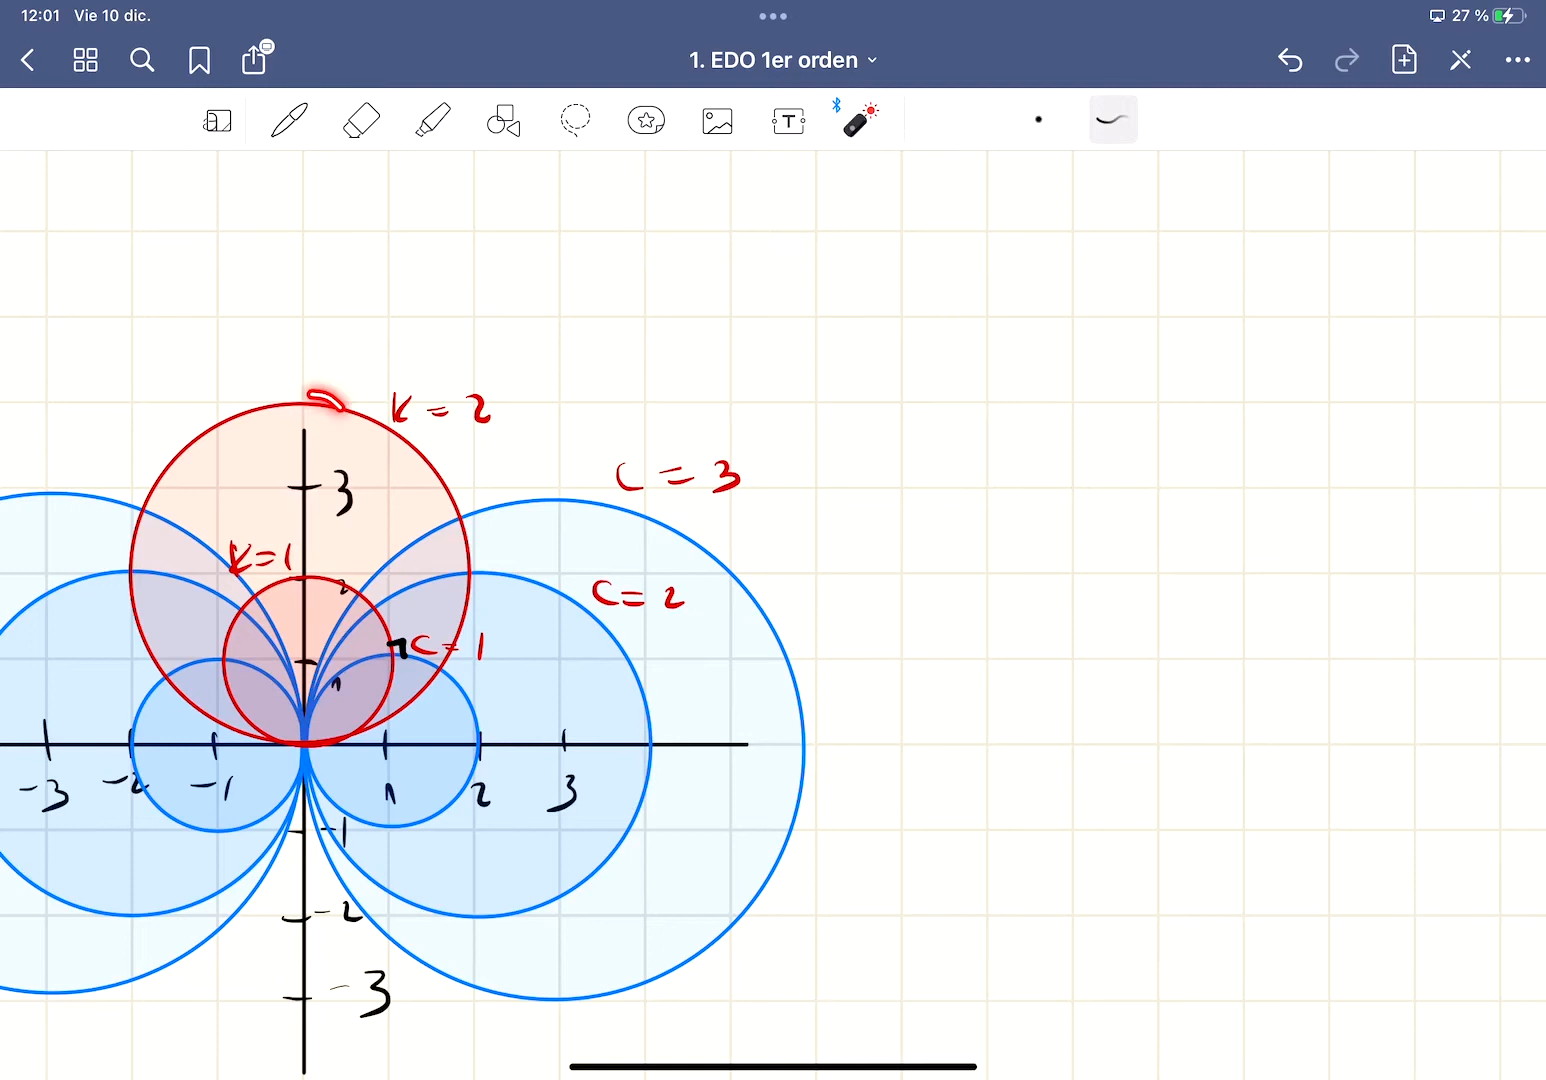 12:01 Vie 10 dic.
27 %
1. EDO 1er orden
T
K = 2
C = 3
3
K=1
2
C= 2
C= 1
1
-3 -2 -1 1 2 3
-1
-2
-3